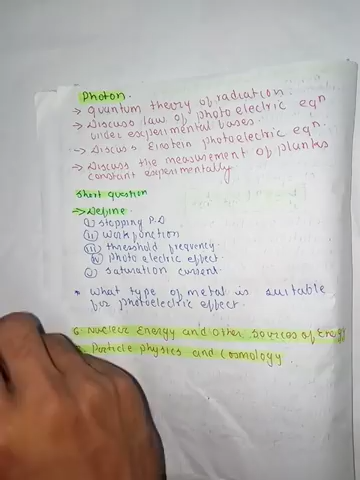 Photon.
→ Quantum theory of radiation.
→ Discuss law of photo electric eqn
under experimental bases.
→ Discuss Einstein photoelectric eqn.
→ Discuss the measurement of planks
constant experimentally
Short question
→ Define
i) stopping P.D
ii) work function
iii) threshold frequency.
iv photo electric effect.
v) saturation current.
• what type of metal is suitable
for photoelectric effect.
6. Nuclear Energy and other sources of Energy
Particle physics and Cosmology